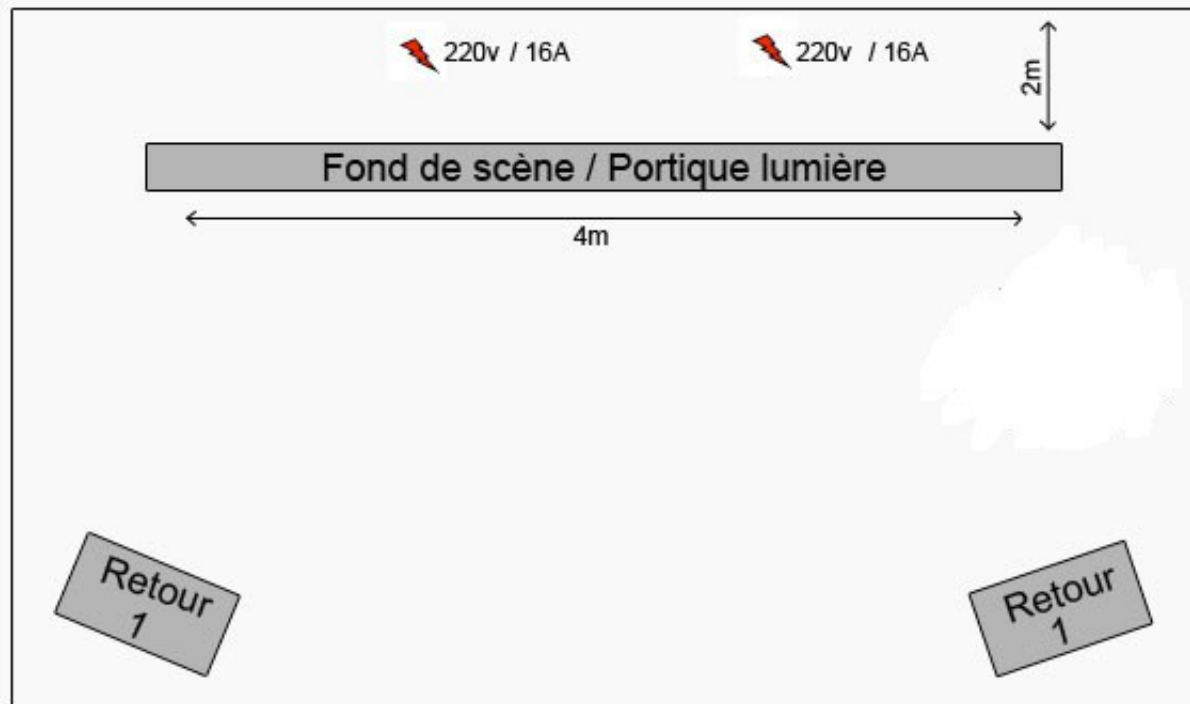 220v / 16A
220v / 16A
2m
Fond de scène / Portique lumière
4m
Retour
1
Retour
1